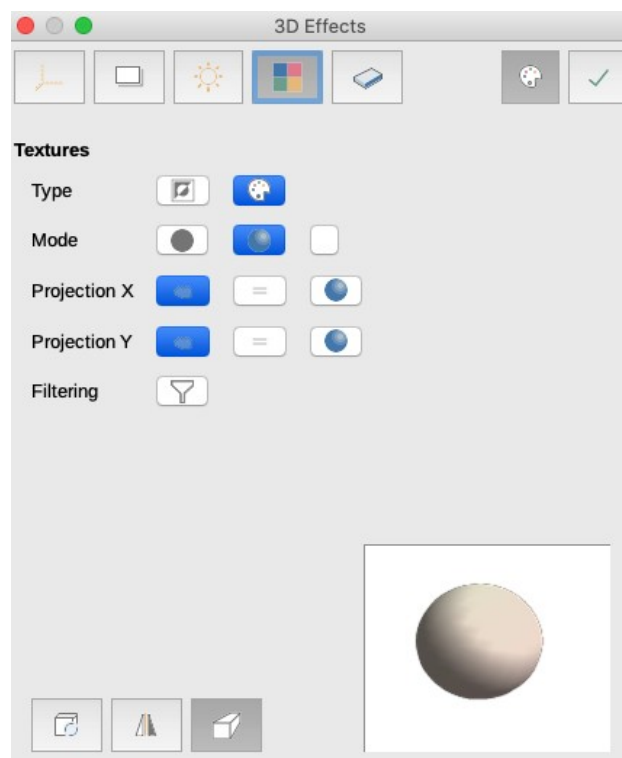 3D Effects
Textures
Type
Mode
Projection X
Projection Y
Filtering